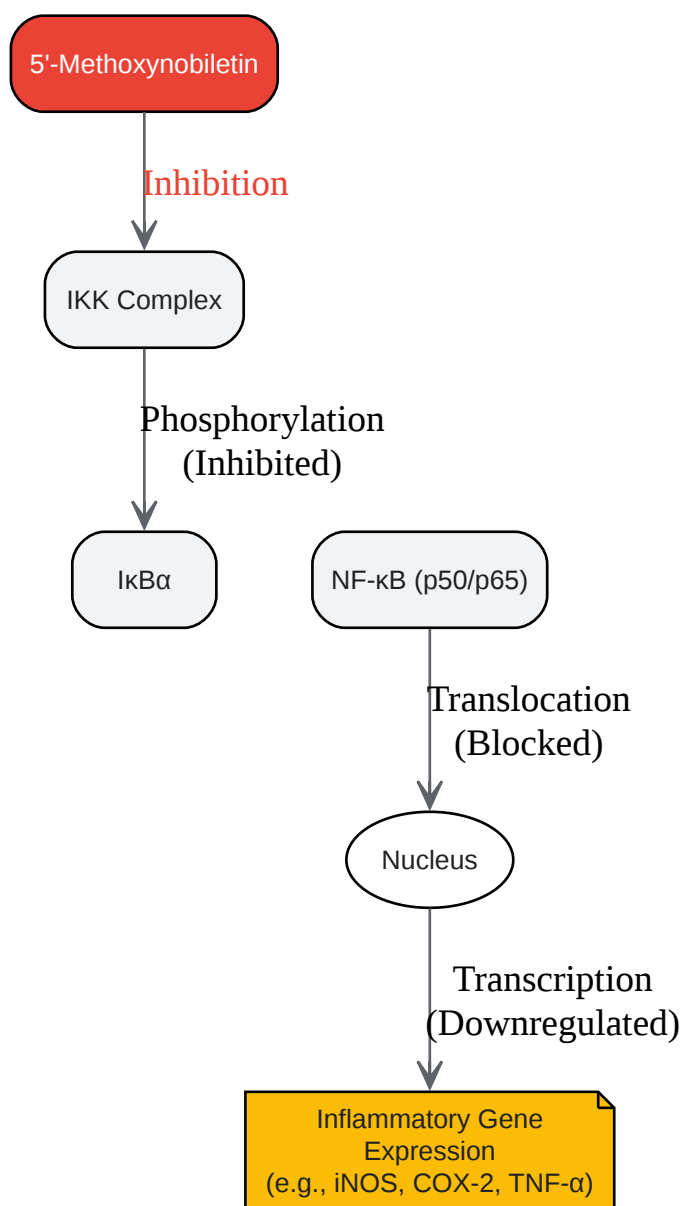 5'-Methoxynobiletin
Inhibition
IKK Complex
Phosphorylation
(Inhibited)
IκBα
NF-κB (p50/p65)
Translocation
(Blocked)
Nucleus
Transcription
(Downregulated)
Inflammatory Gene
Expression
(e.g., iNOS, COX-2, TNF-α)